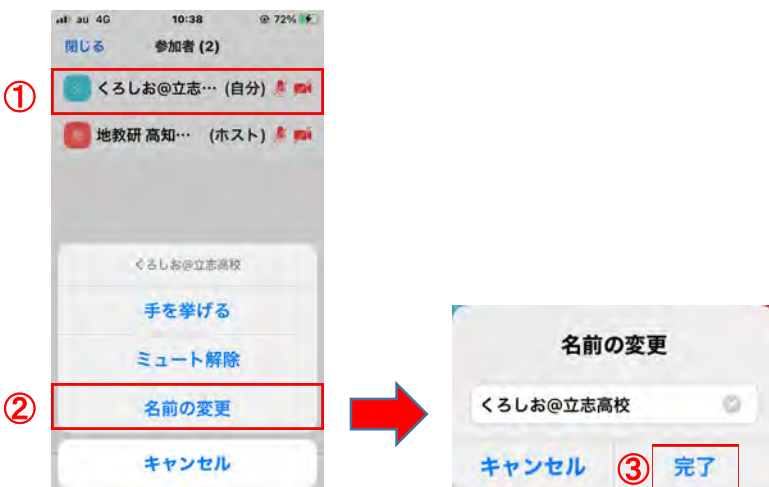 au 4G 10:38 72%
閉じる 参加者 (2)
① くろしお@立志… (自分)
地教研 高知… (ホスト)
くろしお@立志高校
手を挙げる
ミュート解除
② 名前の変更
キャンセル
名前の変更
くろしお@立志高校
キャンセル ③ 完了